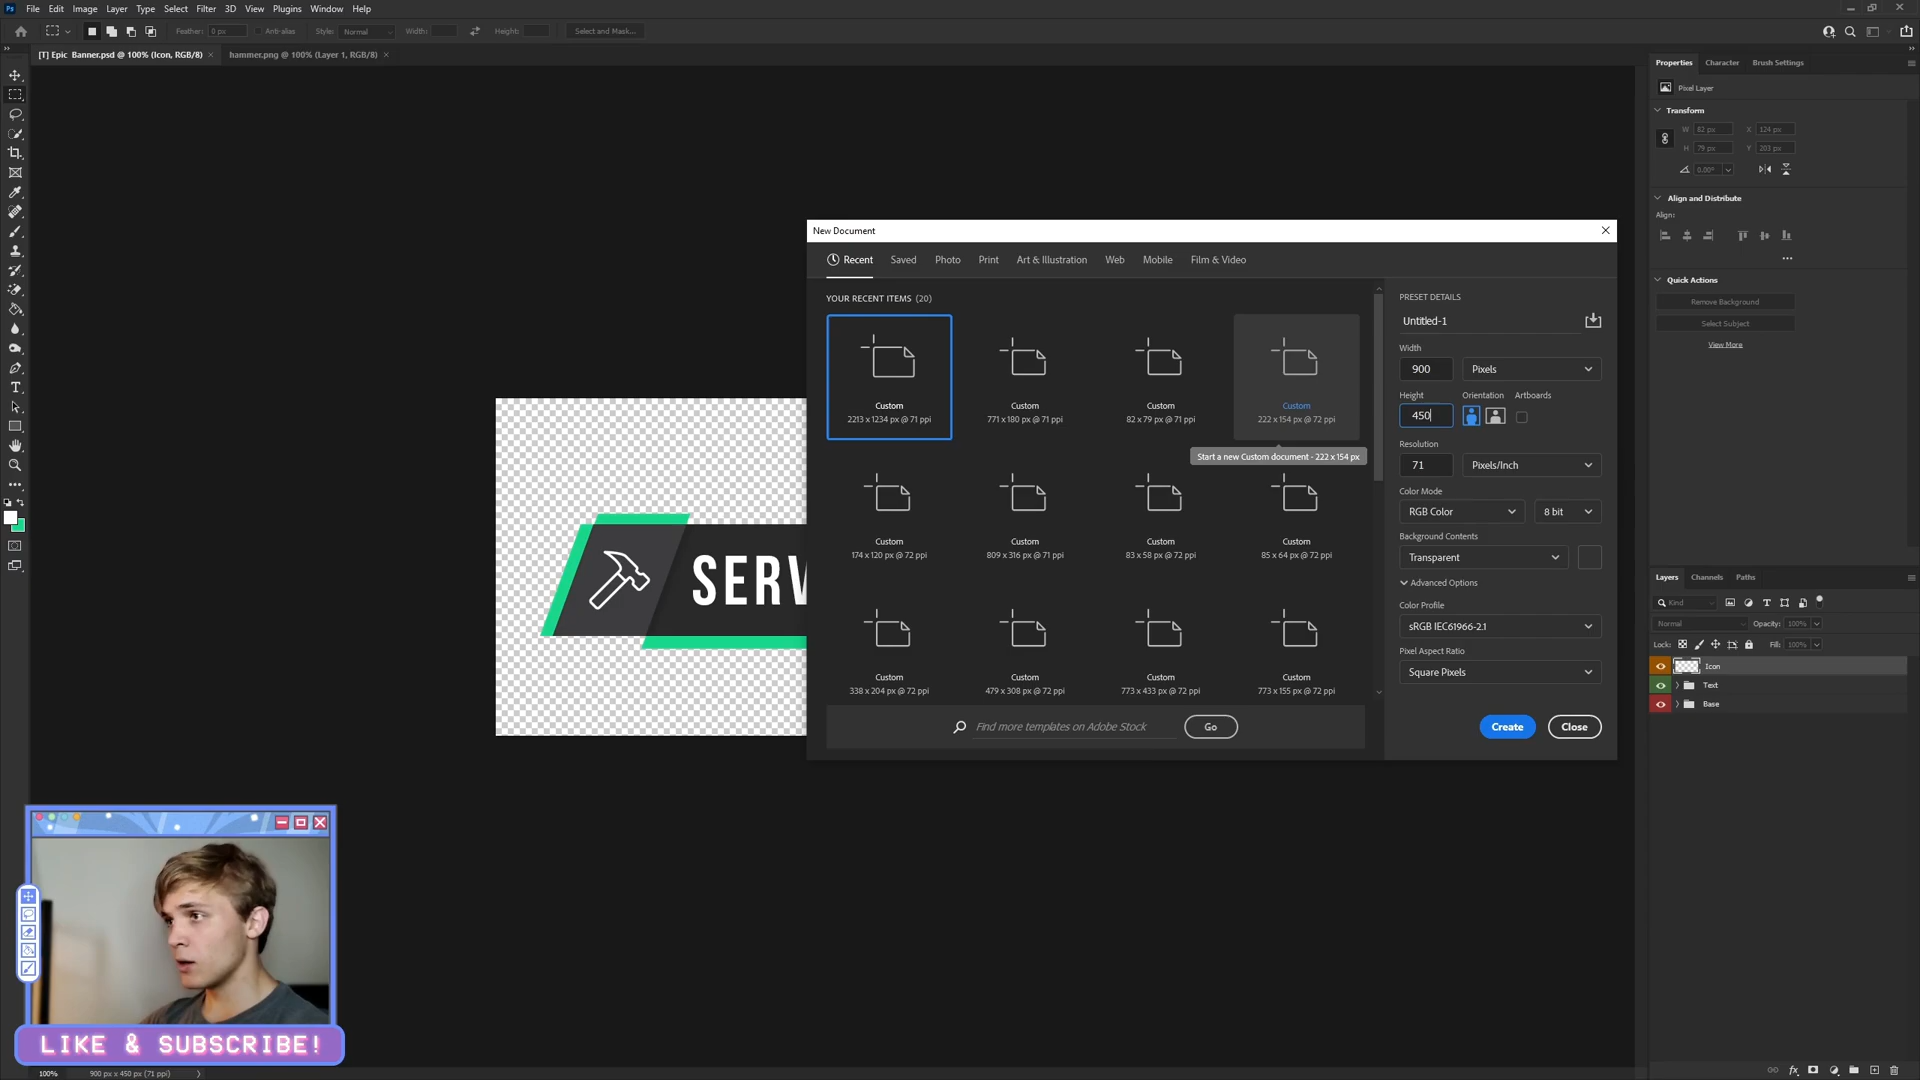 Ps File Edit Image Layer Type Select Filter 3D View Plugins Window Help
Feather: 0 px Anti-alias Style: Normal Width: Height: Select and Mask...
[T] Epic Banner.psd @ 100% (Icon, RGB/8) × hammer.png @ 100% (Layer 1, RGB/8) ×
New Document
Recent Saved Photo Print Art & Illustration Web Mobile Film & Video
YOUR RECENT ITEMS (20)
Custom Custom Custom Custom
2213 x 1234 px @ 71 ppi 771 x 180 px @ 71 ppi 82 x 79 px @ 71 ppi 222 x 154 px @ 72 ppi
Start a new Custom document - 222 x 154 px
Custom Custom Custom Custom
174 x 120 px @ 72 ppi 809 x 316 px @ 71 ppi 83 x 58 px @ 72 ppi 85 x 64 px @ 72 ppi
Custom Custom Custom Custom
338 x 204 px @ 72 ppi 479 x 308 px @ 72 ppi 773 x 433 px @ 72 ppi 773 x 155 px @ 72 ppi
Find more templates on Adobe Stock Go
PRESET DETAILS
Untitled-1
Width
900 Pixels
Height Orientation Artboards
450
Resolution
71 Pixels/Inch
Color Mode
RGB Color 8 bit
Background Contents
Transparent
Advanced Options
Color Profile
sRGB IEC61966-2.1
Pixel Aspect Ratio
Square Pixels
Create Close
SERV
Properties Character Brush Settings
Pixel Layer
Transform
W 82 px X 124 px
H 79 px Y 203 px
0.00°
Align and Distribute
Align:
Quick Actions
Remove Background
Select Subject
View More
Layers Channels Paths
Kind
Normal Opacity: 100%
Lock: Fill: 100%
Icon
Text
Base
LIKE & SUBSCRIBE!
100% 900 px x 450 px (71 ppi)